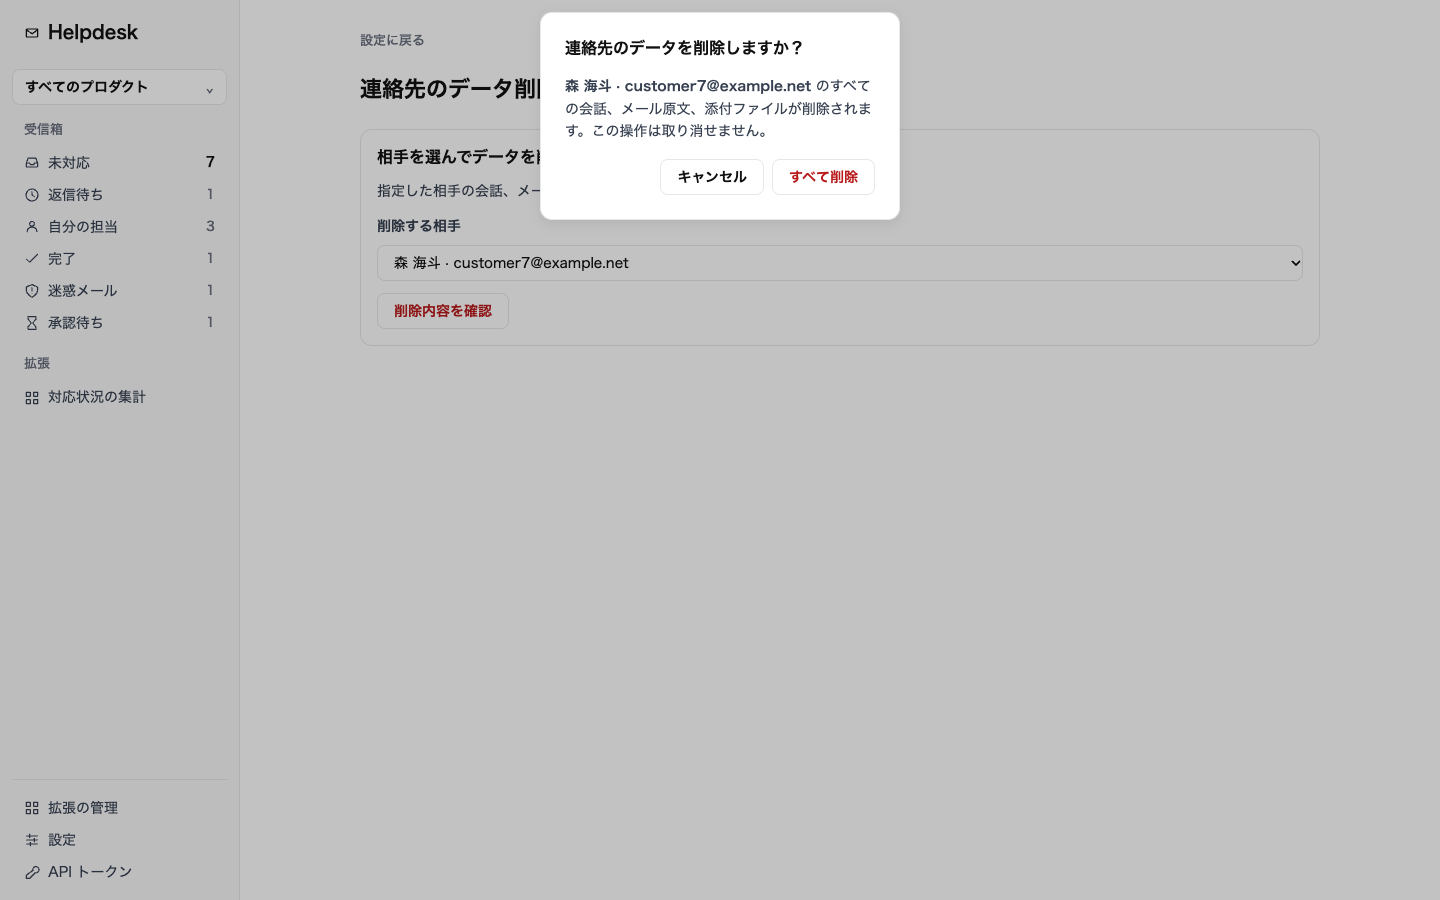 Helpdesk
すべてのプロダクト
受信箱
未対応 7
返信待ち 1
自分の担当 3
完了 1
迷惑メール 1
承認待ち 1
拡張
対応状況の集計
拡張の管理
設定
API トークン
設定に戻る
連絡先のデータ削
相手を選んでデータを
指定した相手の会話、メー
削除する相手
森 海斗 · customer7@example.net
削除内容を確認
連絡先のデータを削除しますか？
森 海斗 · customer7@example.net のすべて
の会話、メール原文、添付ファイルが削除されま
す。この操作は取り消せません。
キャンセル
すべて削除